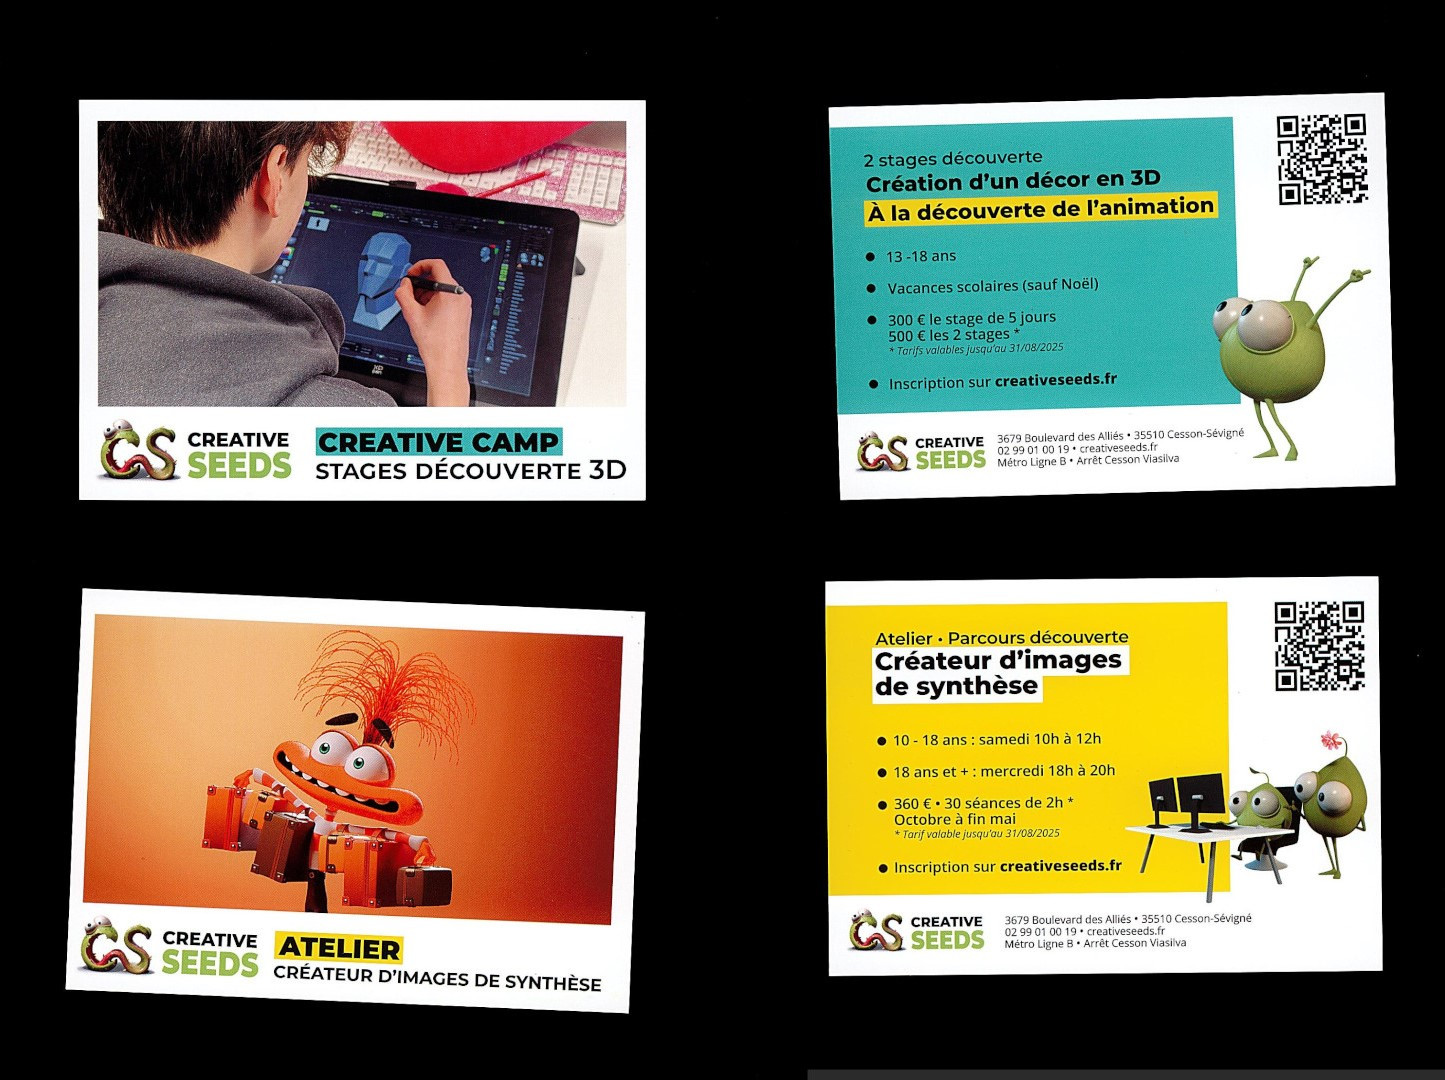 CREATIVE
SEEDS
CREATIVE CAMP
STAGES DÉCOUVERTE 3D
2 stages découverte
Création d'un décor en 3D
À la découverte de l'animation
13 -18 ans
Vacances scolaires (sauf Noël)
300 € le stage de 5 jours
500 € les 2 stages *
* Tarifs valables jusqu'au 31/08/2025
Inscription sur creativeseeds.fr
CREATIVE
SEEDS
3679 Boulevard des Alliés • 35510 Cesson-Sévigné
02 99 01 00 19 • creativeseeds.fr
Métro Ligne B • Arrêt Cesson Viasilva
CREATIVE
SEEDS
ATELIER
CRÉATEUR D'IMAGES DE SYNTHÈSE
Atelier • Parcours découverte
Créateur d'images
de synthèse
10 - 18 ans : samedi 10h à 12h
18 ans et + : mercredi 18h à 20h
360 € • 30 séances de 2h *
Octobre à fin mai
* Tarif valable jusqu'au 31/08/2025
Inscription sur creativeseeds.fr
CREATIVE
SEEDS
3679 Boulevard des Alliés • 35510 Cesson-Sévigné
02 99 01 00 19 • creativeseeds.fr
Métro Ligne B • Arrêt Cesson Viasilva